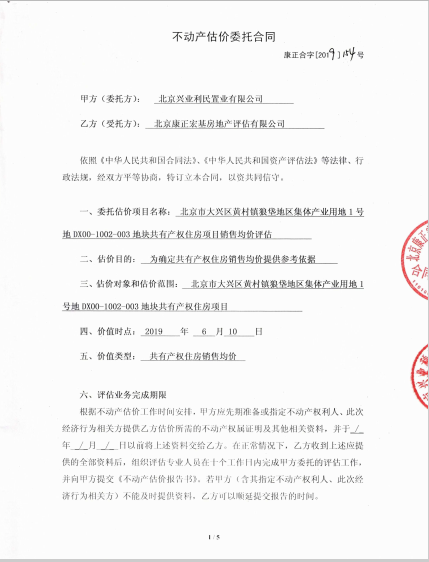 不动产估价委托合同
康正合字[2019]154号
甲方（委托方）： 北京兴业利民置业有限公司
乙方（受托方）： 北京康正宏基房地产评估有限公司
依照《中华人民共和国合同法》、《中华人民共和国资产评估法》等法律、行
政法规，经双方平等协商，特订立本合同，以资共同信守。
一、委托估价项目名称： 北京市大兴区黄村镇狼垡地区集体产业用地 1 号
地 DX00-1002-003 地块共有产权住房项目销售均价评估
二、估价目的： 为确定共有产权住房销售均价提供参考依据
三、估价对象和估价范围： 北京市大兴区黄村镇狼垡地区集体产业用地 1
号地 DX00-1002-003 地块共有产权住房项目
四、价值时点： 2019 年 6 月 10 日
五、价值类型： 共有产权住房销售均价
六、评估业务完成期限
根据不动产估价工作时间安排，甲方应先期准备或指定不动产权利人、此次
经济行为相关方提供乙方估价所需的不动产权属证明及其他相关资料，并于 /
年 / 月 / 日以前将上述资料交给乙方。在正常情况下，乙方收到上述应提
供的全部资料后，组织评估专业人员在十个工作日内完成甲方委托的评估工作，
并向甲方提交《不动产估价报告书》。若甲方（含其指定不动产权利人、此次经
济行为相关方）不能及时提供资料，乙方可以顺延提交报告的时间。
1 / 5